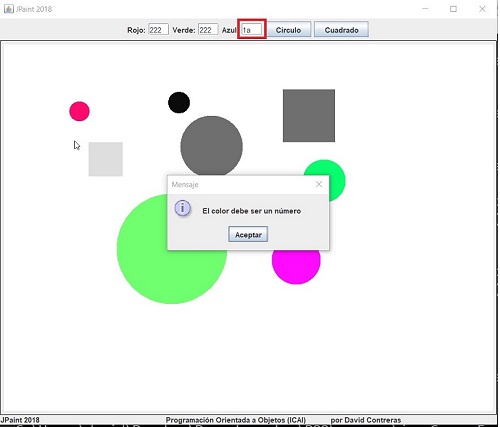 JPaint 2018
Rojo: 222 Verde: 222 Azul: 1a Círculo Cuadrado
Mensaje
El color debe ser un número
Aceptar
JPaint 2018 Programación Orientada a Objetos (ICAI) por David Contreras